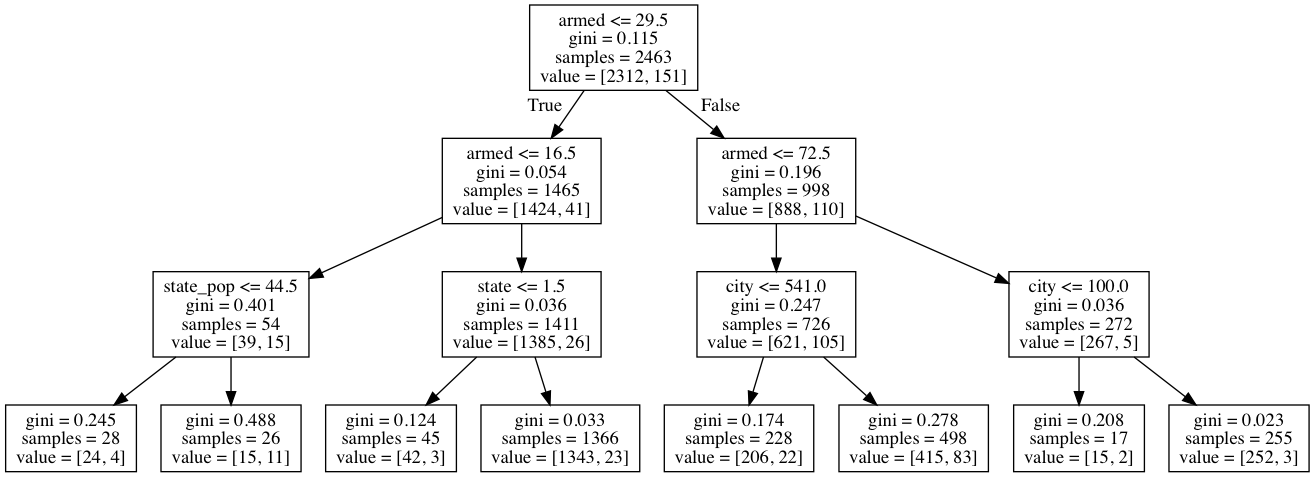 armed <= 29.5
gini = 0.115
samples = 2463
value = [2312, 151]
True
False
armed <= 16.5
gini = 0.054
samples = 1465
value = [1424, 41]
armed <= 72.5
gini = 0.196
samples = 998
value = [888, 110]
state_pop <= 44.5
gini = 0.401
samples = 54
value = [39, 15]
state <= 1.5
gini = 0.036
samples = 1411
value = [1385, 26]
city <= 541.0
gini = 0.247
samples = 726
value = [621, 105]
city <= 100.0
gini = 0.036
samples = 272
value = [267, 5]
gini = 0.245
samples = 28
value = [24, 4]
gini = 0.488
samples = 26
value = [15, 11]
gini = 0.124
samples = 45
value = [42, 3]
gini = 0.033
samples = 1366
value = [1343, 23]
gini = 0.174
samples = 228
value = [206, 22]
gini = 0.278
samples = 498
value = [415, 83]
gini = 0.208
samples = 17
value = [15, 2]
gini = 0.023
samples = 255
value = [252, 3]